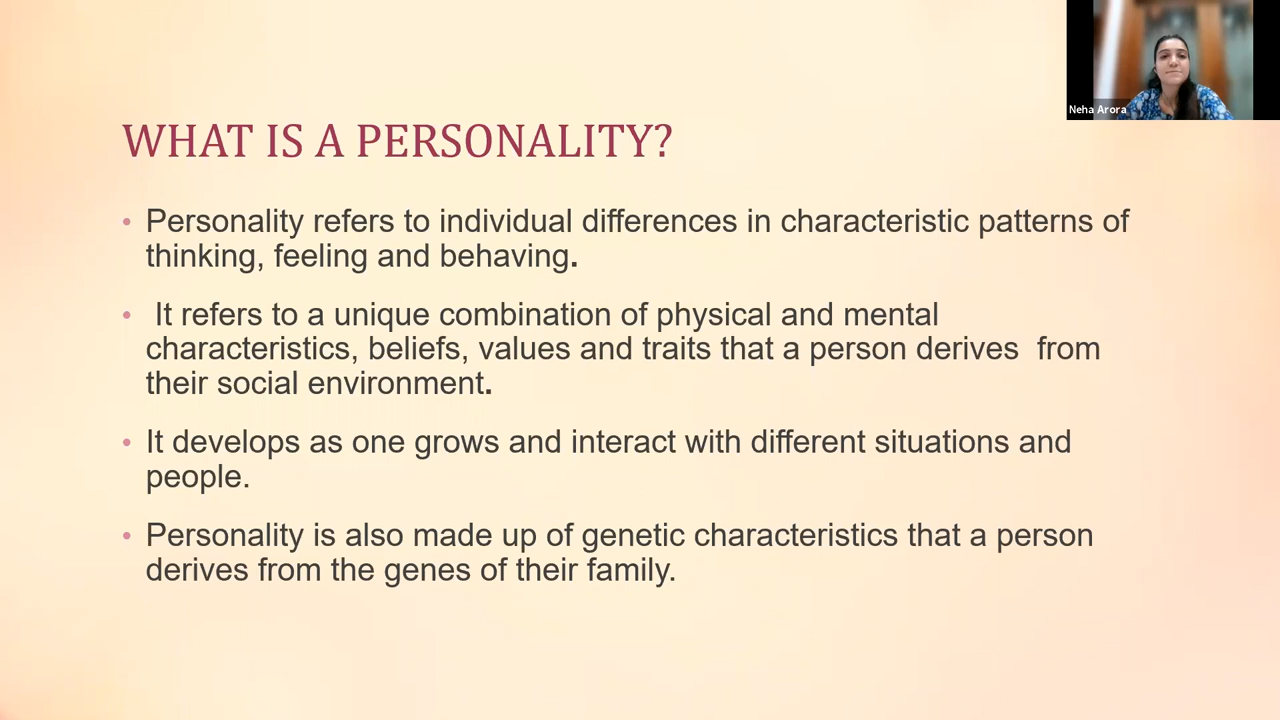 Neha Arora
WHAT IS A PERSONALITY?
• Personality refers to individual differences in characteristic patterns of
thinking, feeling and behaving.
• It refers to a unique combination of physical and mental
characteristics, beliefs, values and traits that a person derives  from
their social environment.
• It develops as one grows and interact with different situations and
people.
• Personality is also made up of genetic characteristics that a person
derives from the genes of their family.